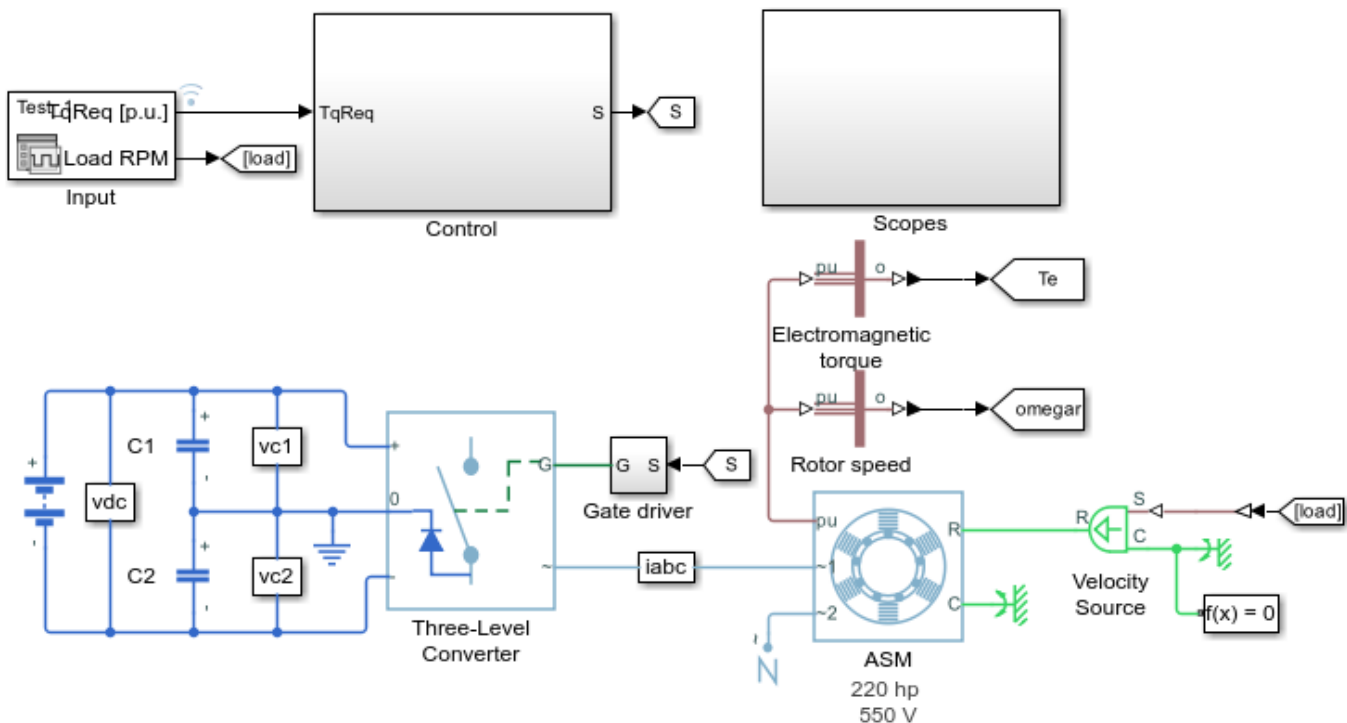 Test 1
TqReq [p.u.]
Load RPM
Input
[load]
TqReq
S
Control
S
Scopes
pu
o
Te
Electromagnetic
torque
pu
o
omegar
Rotor speed
+
-
vdc
C1
+
-
vc1
C2
+
-
vc2
+
0
-
G
~
Three-Level
Converter
G
S
Gate driver
S
iabc
pu
~1
~2
R
C
~
N
ASM
220 hp
550 V
R
S
C
Velocity
Source
[load]
f(x) = 0